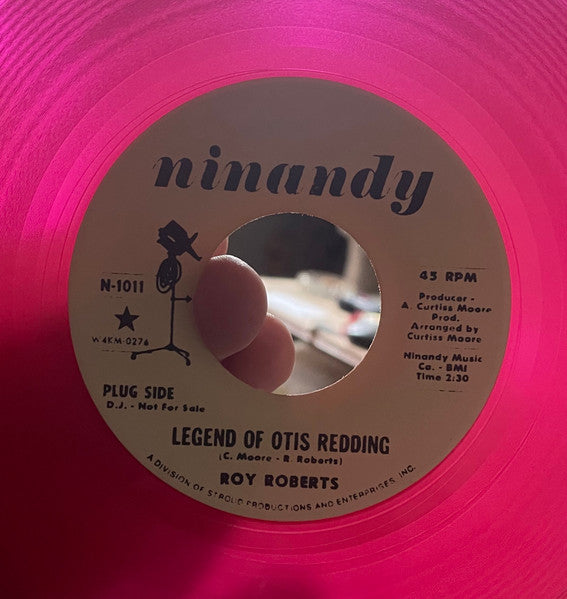 ninandy
N-1011
W4KM-0276
PLUG SIDE
D.J. - Not For Sale
45 RPM
Producer -
A. Curtiss Moore
Prod.
Arranged by
Curtiss Moore
Ninandy Music
Ca. - BMI
Time 2:30
LEGEND OF OTIS REDDING
(C. Moore - R. Roberts)
ROY ROBERTS
A DIVISION OF STROUD PRODUCTIONS AND ENTERPRISES, INC.